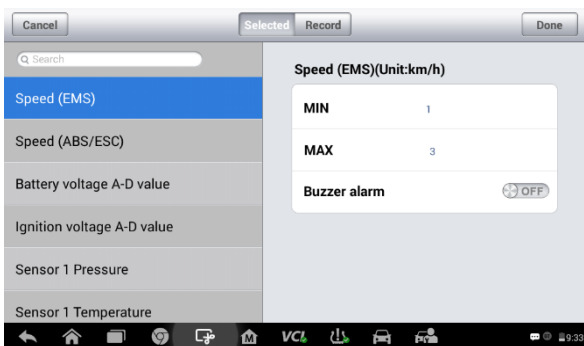 Cancel
Selected
Record
Done
Search
Speed (EMS)
Speed (ABS/ESC)
Battery voltage A-D value
Ignition voltage A-D value
Sensor 1 Pressure
Sensor 1 Temperature
Speed (EMS)(Unit:km/h)
MIN 1
MAX 3
Buzzer alarm OFF
M VCI 9:33